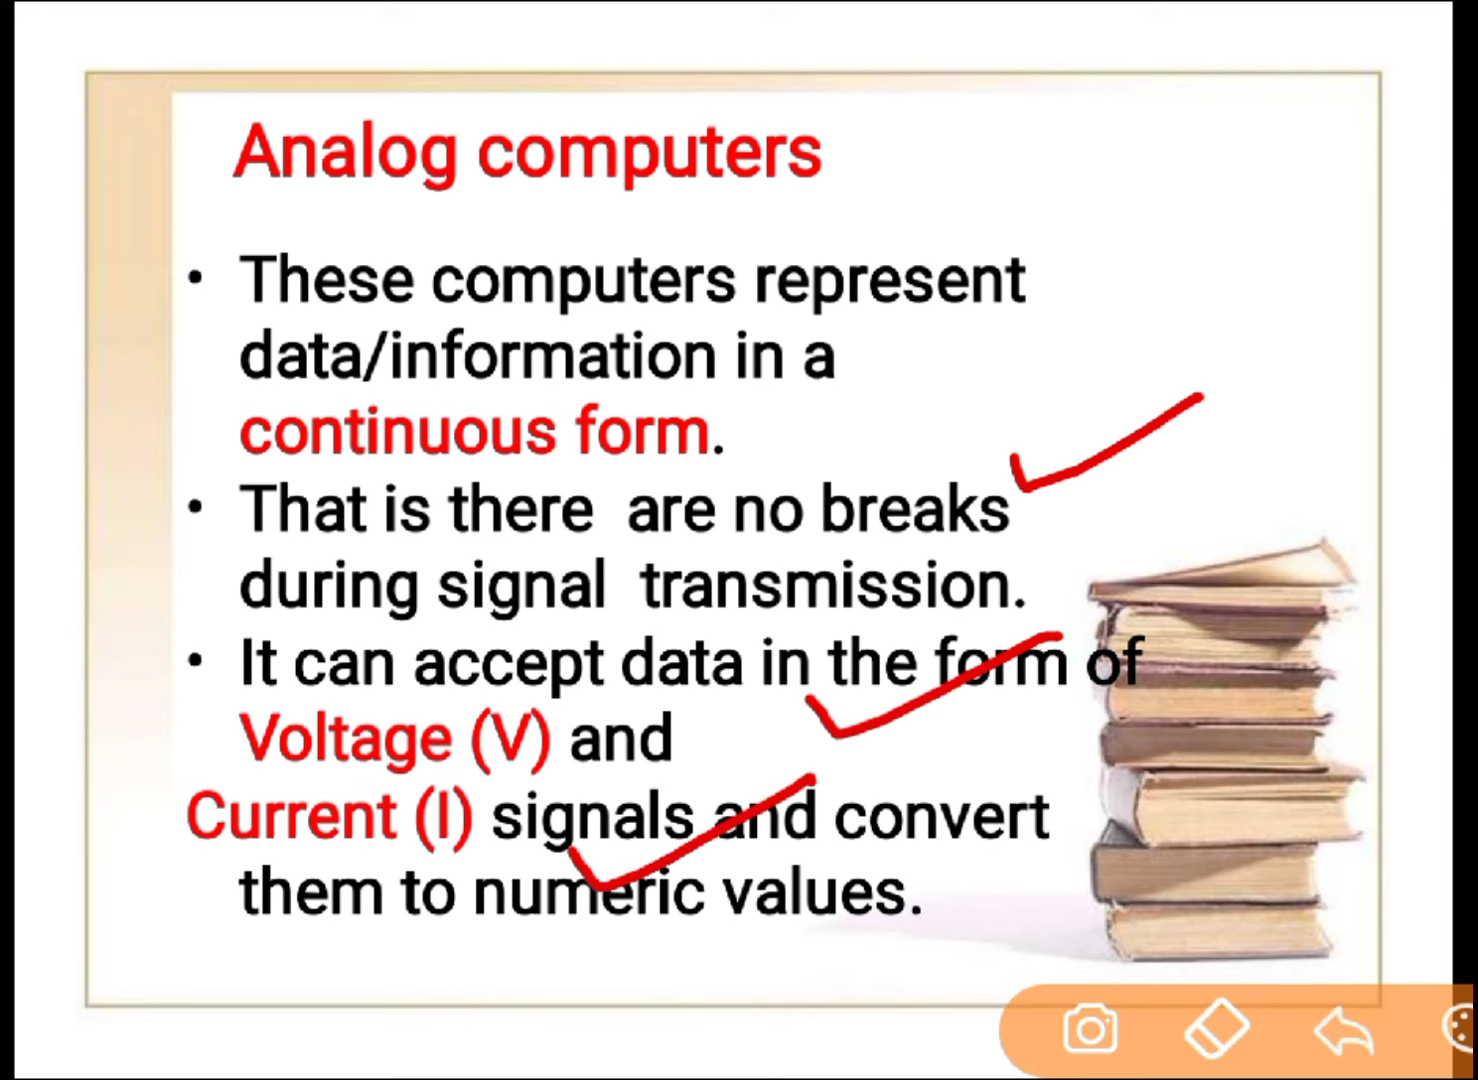 Analog computers
• These computers represent
data/information in a
continuous form.
• That is there are no breaks
during signal transmission.
• It can accept data in the form of
Voltage (V) and
Current (I) signals and convert
them to numeric values.